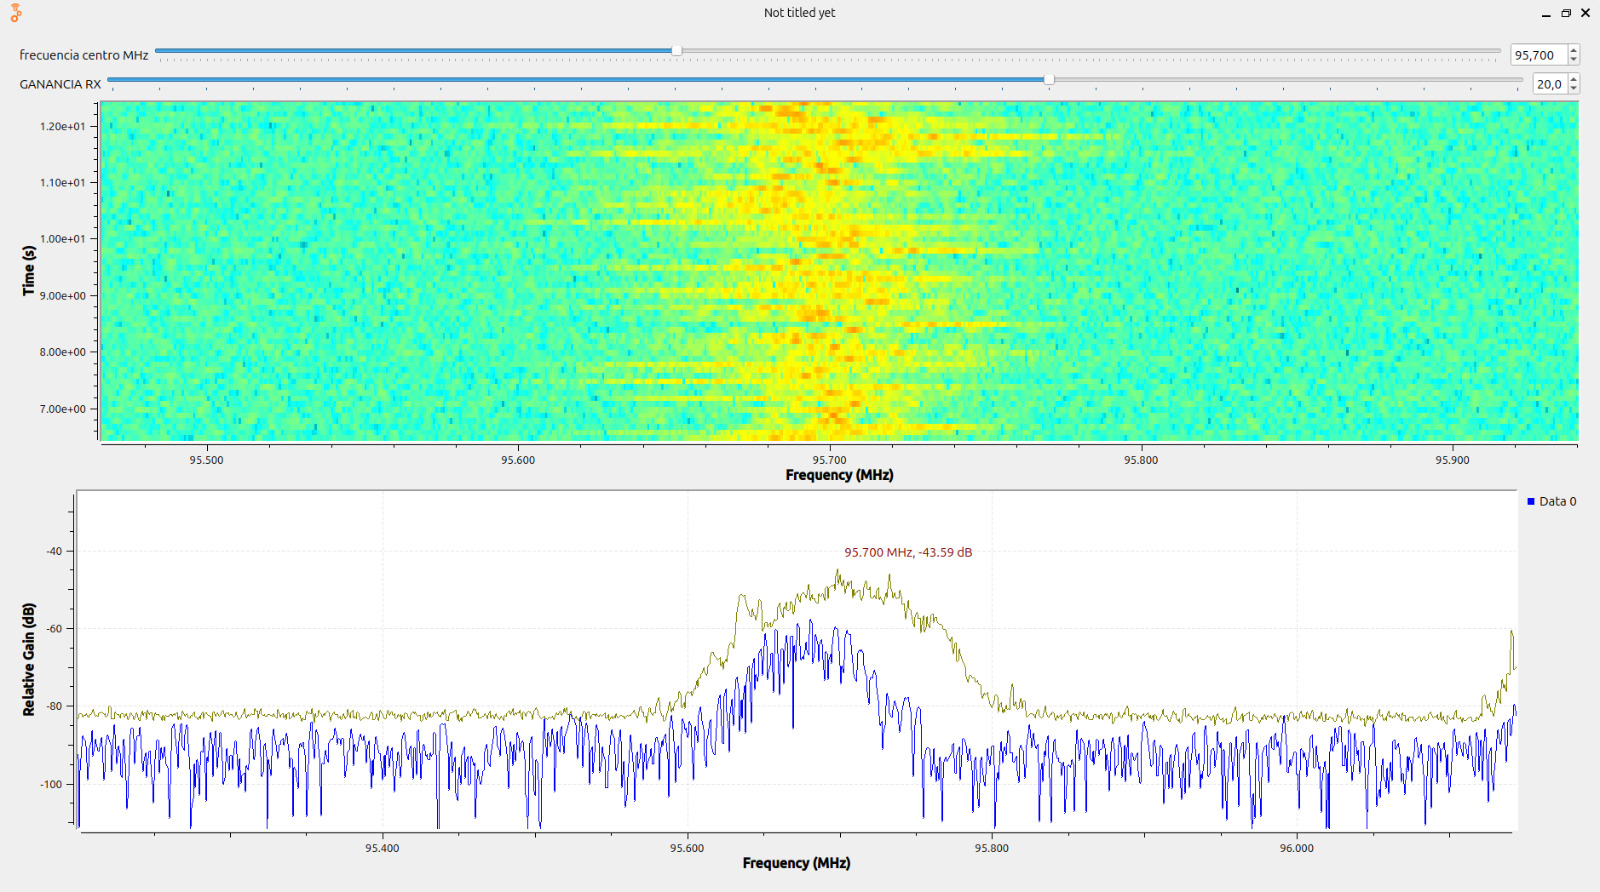 Not titled yet
frecuencia centro MHz 95,700
GANANCIA RX 20,0
1.20e+01
1.10e+01
1.00e+01
9.00e+00
8.00e+00
7.00e+00
Time (s)
95.500 95.600 95.700 95.800 95.900
Frequency (MHz)
Data 0
95.700 MHz, -43.59 dB
-40
-60
-80
-100
Relative Gain (dB)
95.400 95.600 95.800 96.000
Frequency (MHz)